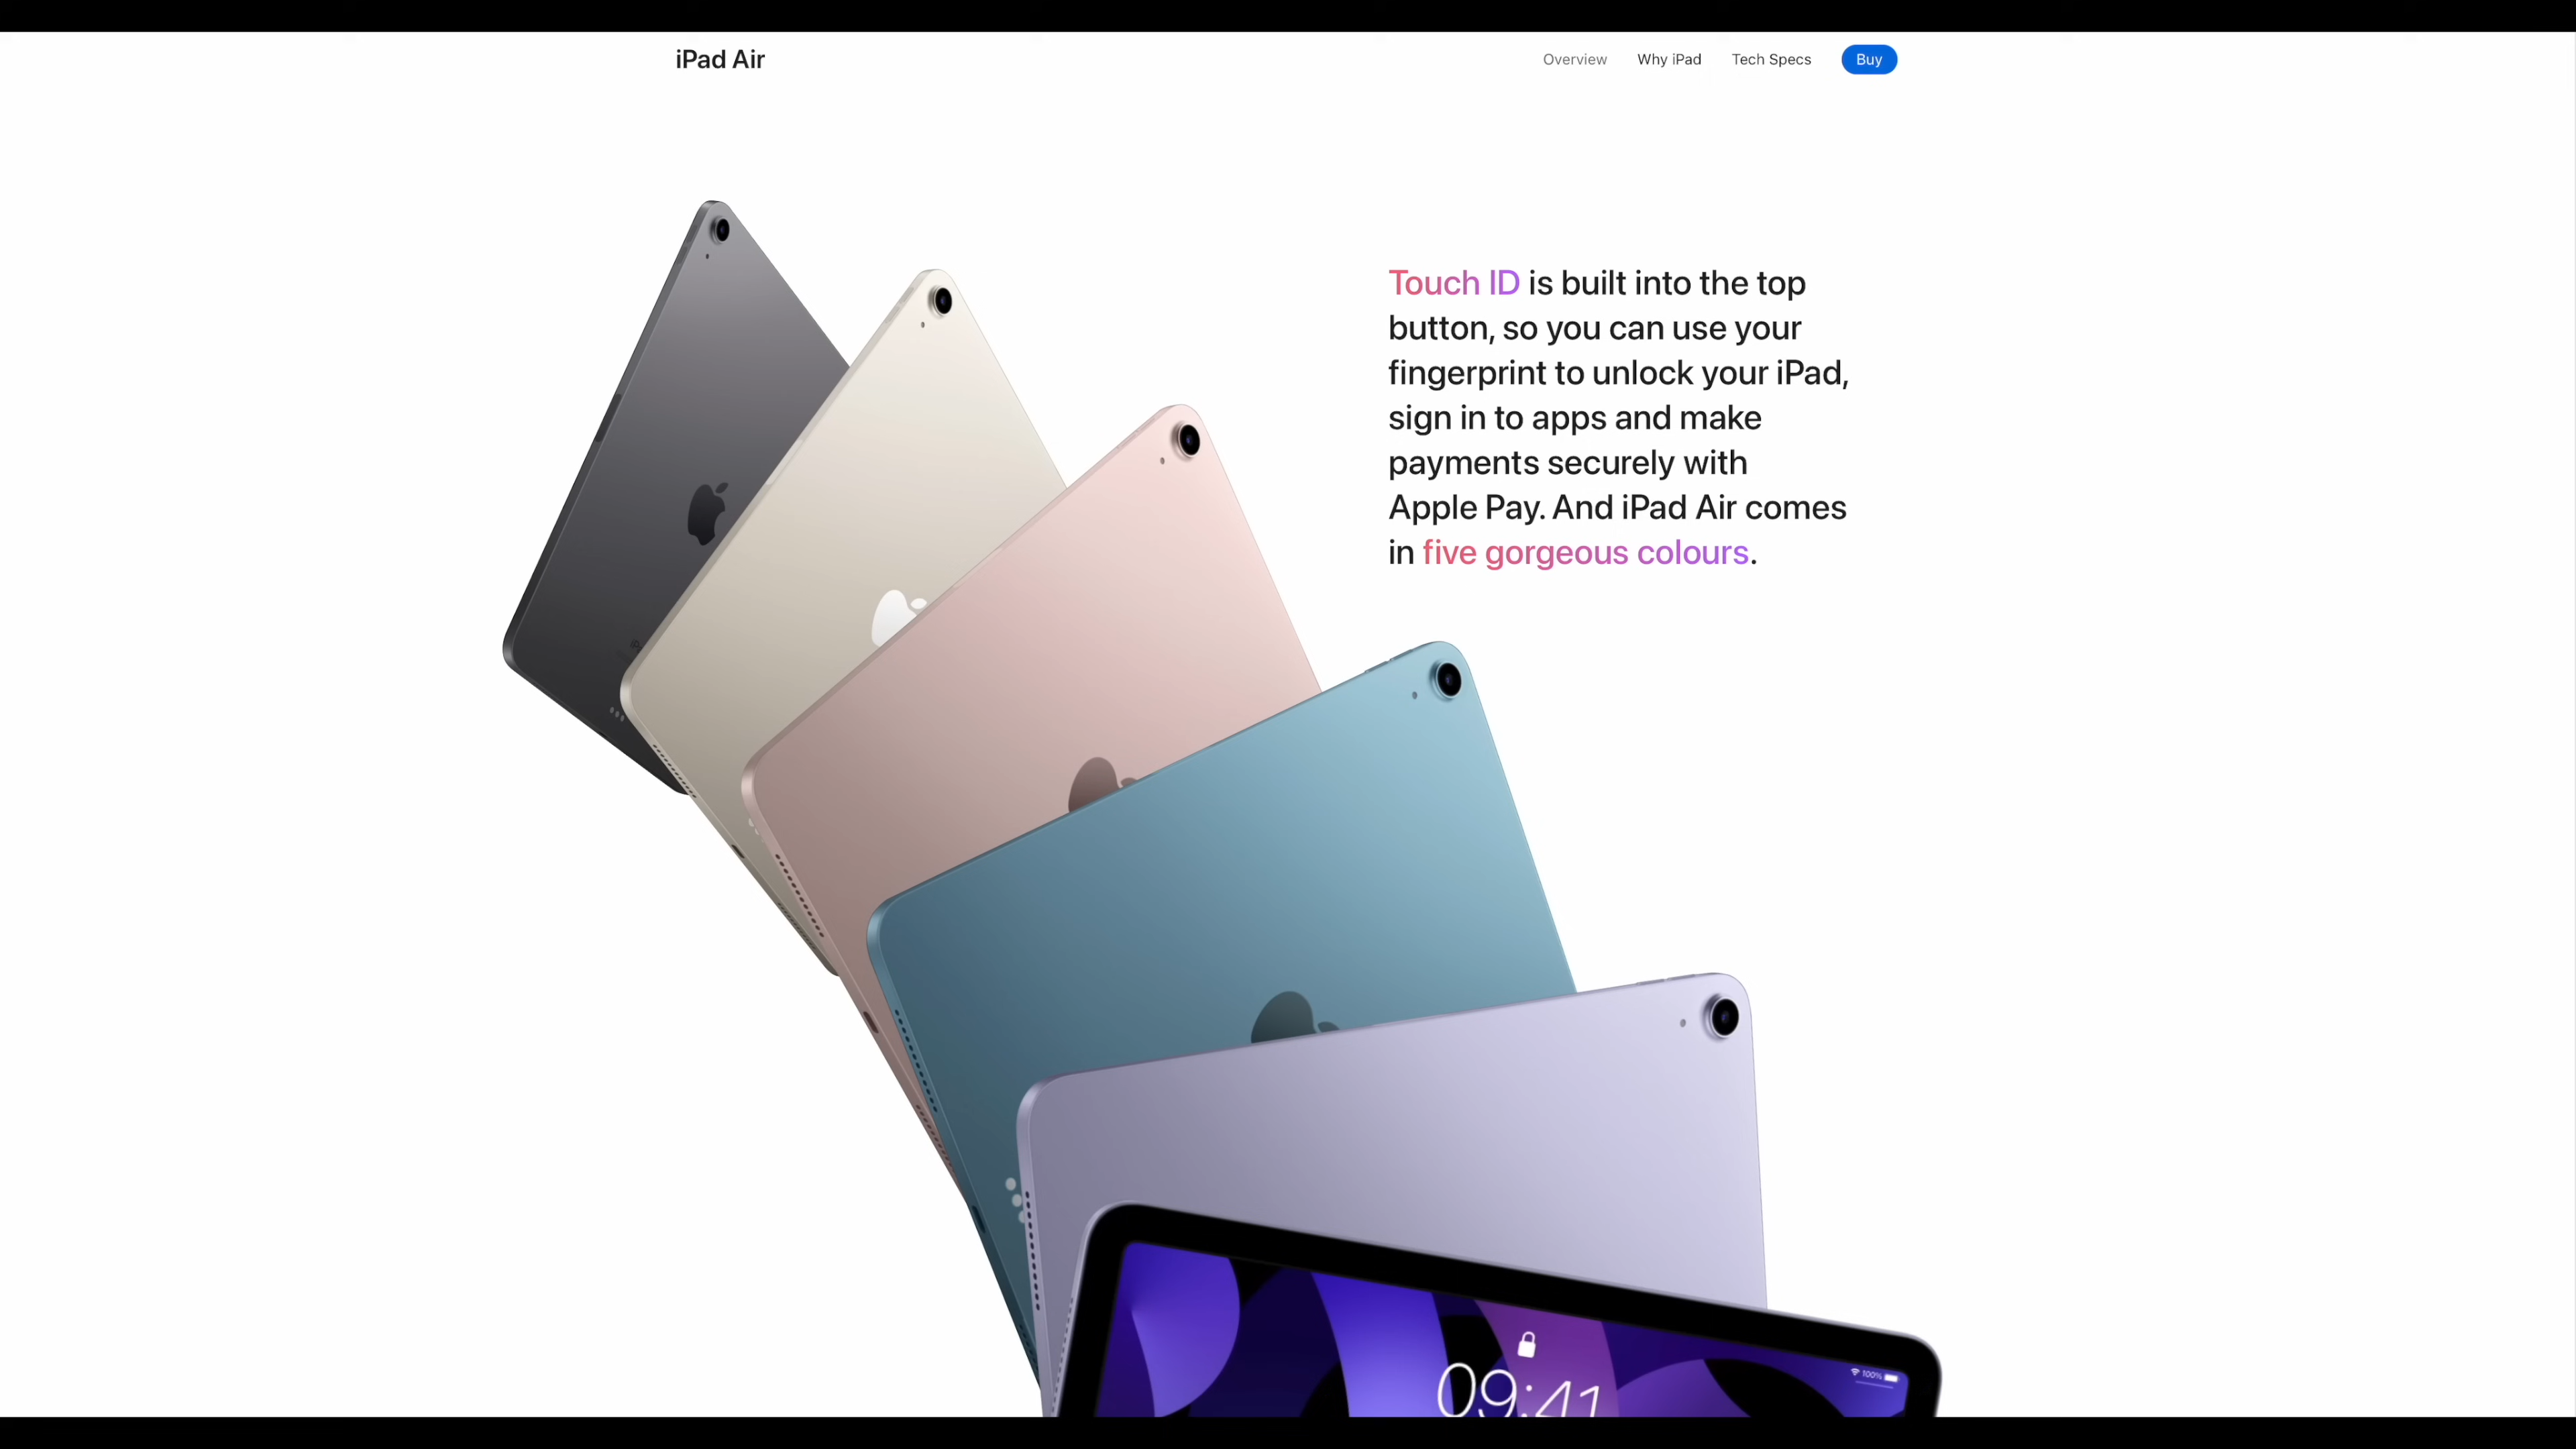 iPad Air
Overview Why iPad Tech Specs Buy
Touch ID is built into the top
button, so you can use your
fingerprint to unlock your iPad,
sign in to apps and make
payments securely with
Apple Pay. And iPad Air comes
in five gorgeous colours.
100%
09:41